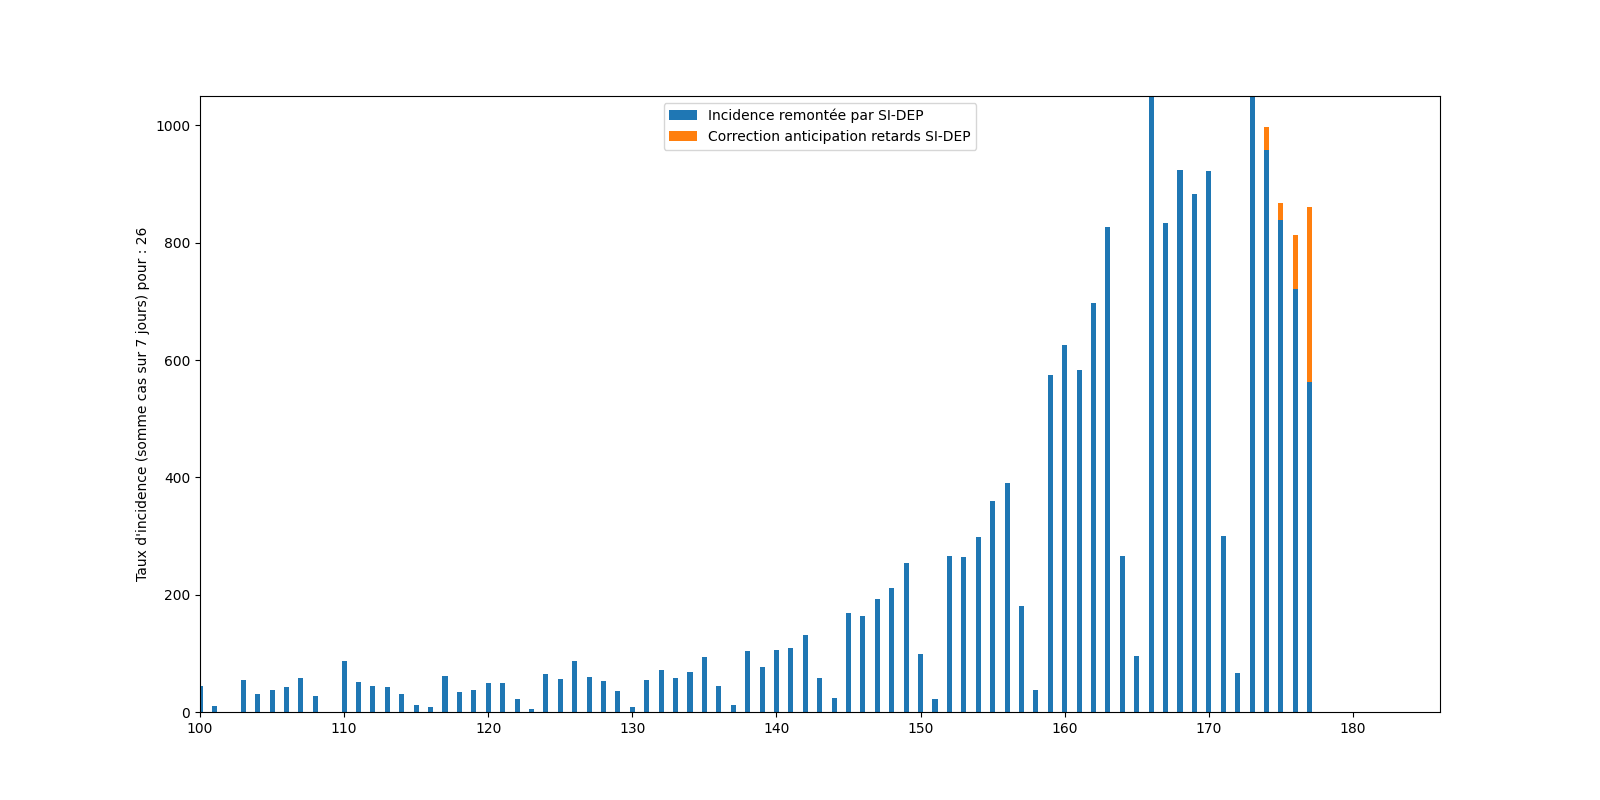 Incidence remontée par SI-DEP
Correction anticipation retards SI-DEP
Taux d'incidence (somme cas sur 7 jours) pour : 26
1000
800
600
400
200
0
100 110 120 130 140 150 160 170 180